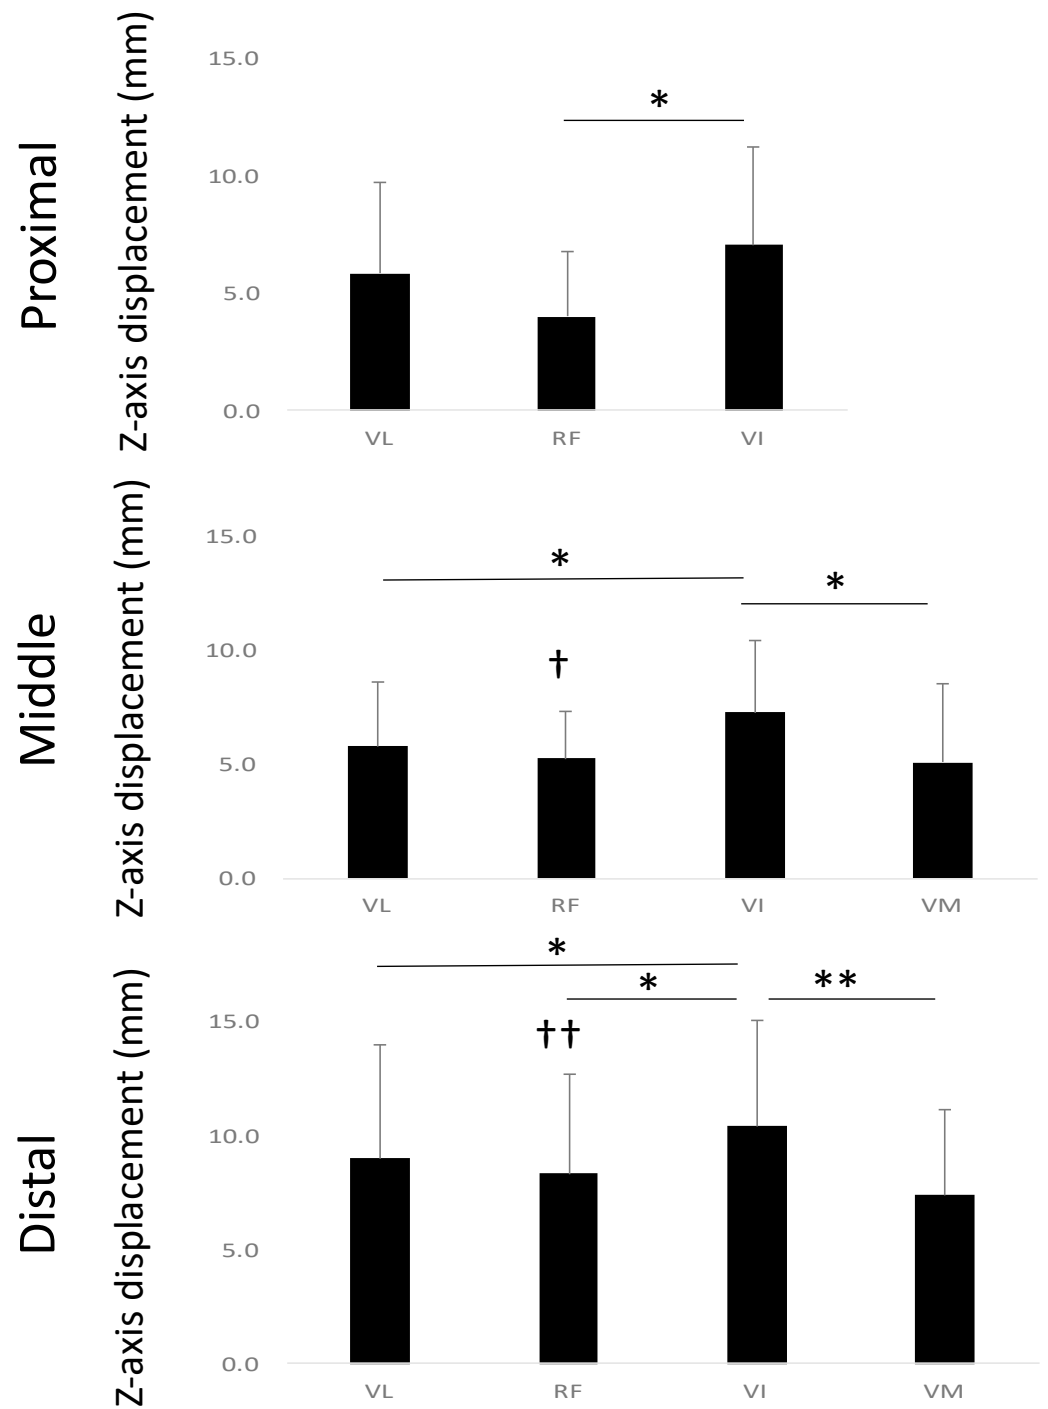 Proximal
Z-axis displacement (mm)
15.0
10.0
5.0
0.0
*
VL RF VI
Middle
Z-axis displacement (mm)
15.0
10.0
5.0
0.0
*
*
†
VL RF VI VM
Distal
Z-axis displacement (mm)
15.0
10.0
5.0
0.0
*
* **
††
VL RF VI VM